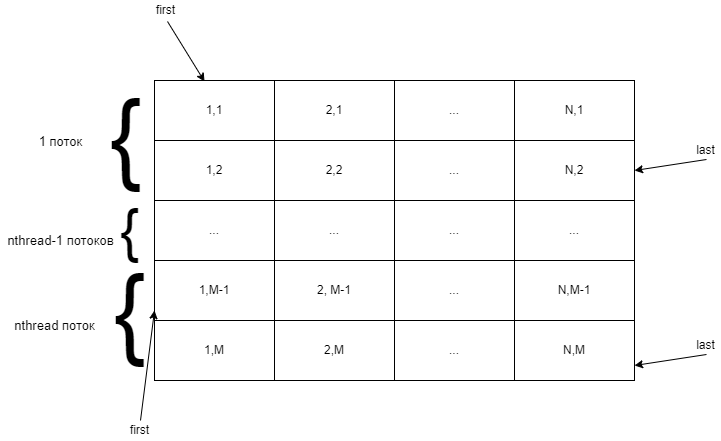 first
1,1 2,1 ... N,1
1 поток
last
1,2 2,2 ... N,2
... ... ... ...
nthread-1 потоков
1,M-1 2, M-1 ... N,M-1
nthread поток
last
1,M 2,M ... N,M
first